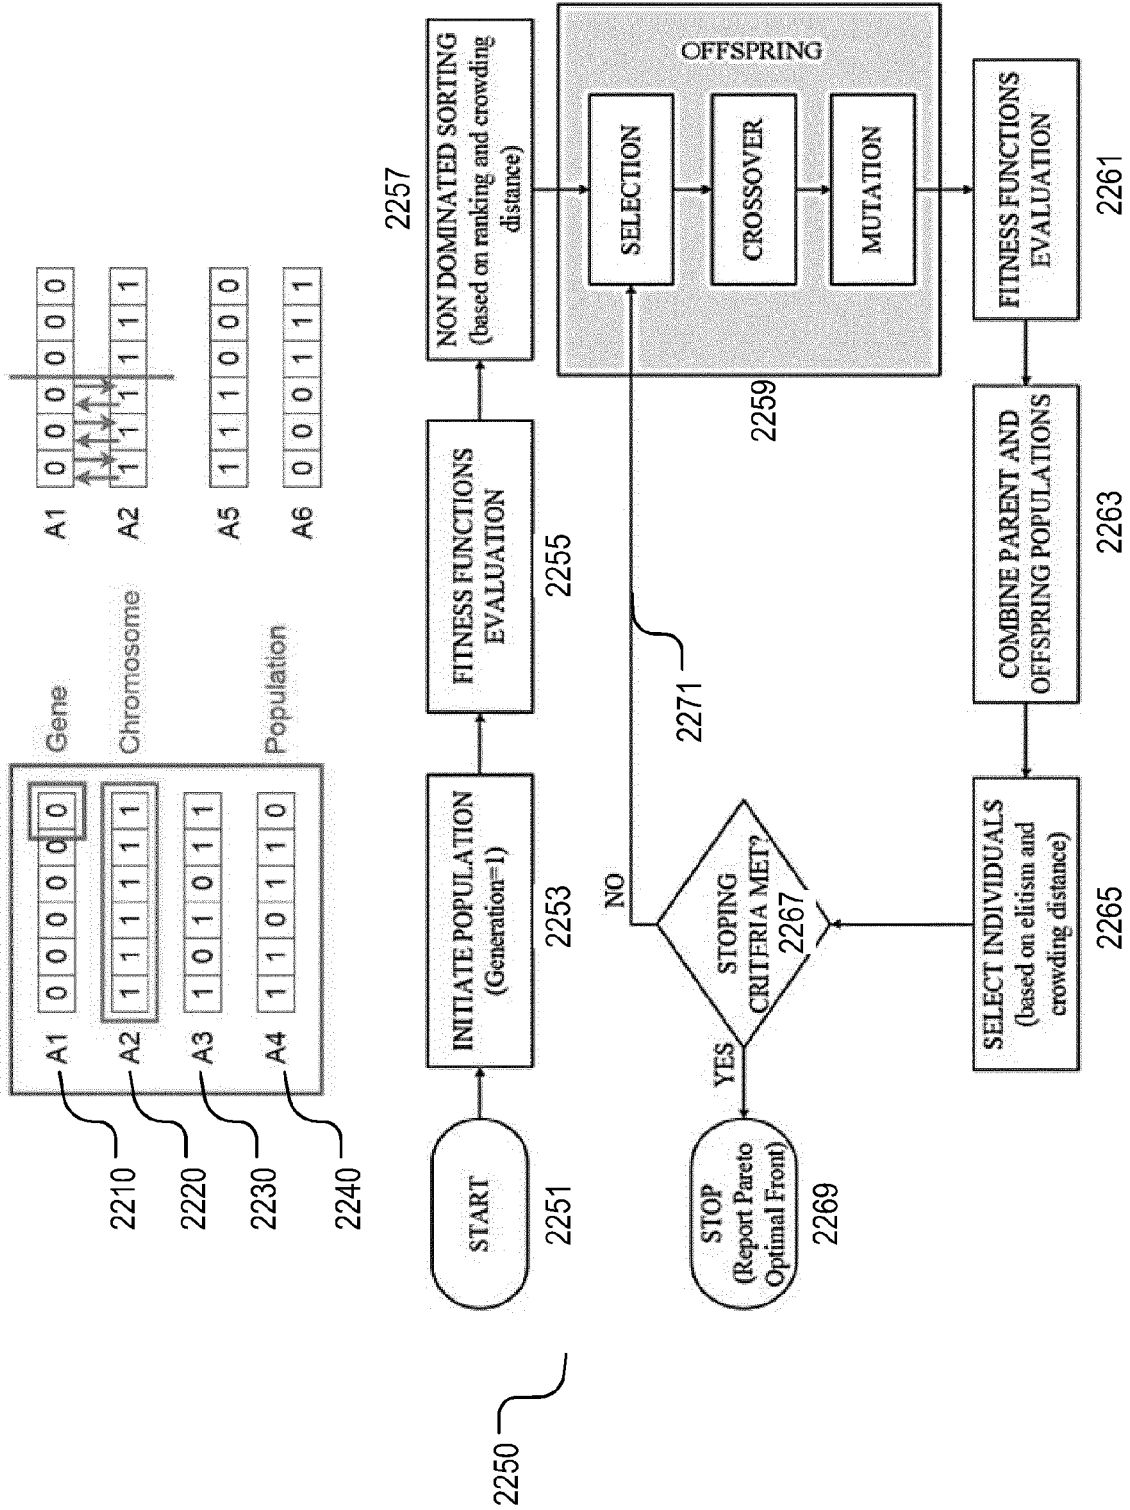 A1 0 0 0 0 0 0 Gene
A2 1 1 1 1 1 1 Chromosome
A3 1 0 1 0 1 1
A4 1 1 0 1 1 0 Population
2210
2220
2230
2240
A1 0 0 0 0 0 0
A2 1 1 1 1 1 1
A5 1 1 1 0 0 0
A6 0 0 0 1 1 1
2250
START
2251
INITIATE POPULATION
(Generation=1)
2253
FITNESS FUNCTIONS
EVALUATION
2255
NON DOMINATED SORTING
(based on ranking and crowding
distance)
2257
OFFSPRING
SELECTION
CROSSOVER
MUTATION
2259
FITNESS FUNCTIONS
EVALUATION
2261
COMBINE PARENT AND
OFFSPRING POPULATIONS
2263
SELECT INDIVIDUALS
(based on elitism and
crowding distance)
2265
STOPING
CRITERIA MET?
2267
NO
2271
YES
STOP
(Report Pareto
Optimal Front)
2269